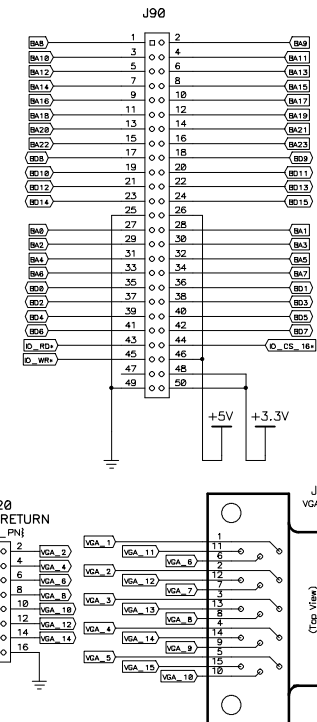 J90
BA8 1 2 BA9
BA10 3 4 BA11
BA12 5 6 BA13
BA14 7 8 BA15
BA16 9 10 BA17
BA18 11 12 BA19
BA20 13 14 BA21
BA22 15 16 BA23
BD8 17 18 BD9
BD10 19 20 BD11
BD12 21 22 BD13
BD14 23 24 BD15
25 26
BA0 27 28 BA1
BA2 29 30 BA3
BA4 31 32 BA5
BA6 33 34 BA7
BD0 35 36 BD1
BD2 37 38 BD3
BD4 39 40 BD5
BD6 41 42 BD7
IO_RD* 43 44 IO_CS_16*
IO_WR* 45 46
47 48
49 50
+5V +3.3V
20
RETURN
_PN}
2 VGA_2
4 VGA_4
6 VGA_6
8 VGA_8
10 VGA_10
12 VGA_12
14 VGA_14
16
J
VGA
VGA_1 1
VGA_11 11
VGA_6 6
VGA_2 2
VGA_12 12
VGA_7 7
VGA_3 3
VGA_13 13
VGA_8 8
VGA_4 4
VGA_14 14
VGA_9 9
VGA_5 5
VGA_15 15
VGA_10 10
(Top View)